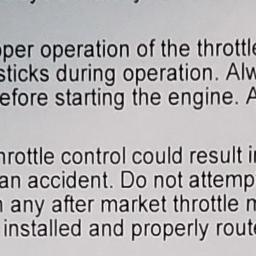 oper operation of the throttle
sticks during operation. Alw
efore starting the engine. A
hrottle control could result i
an accident. Do not attemp
any after market throttle
installed and properly route